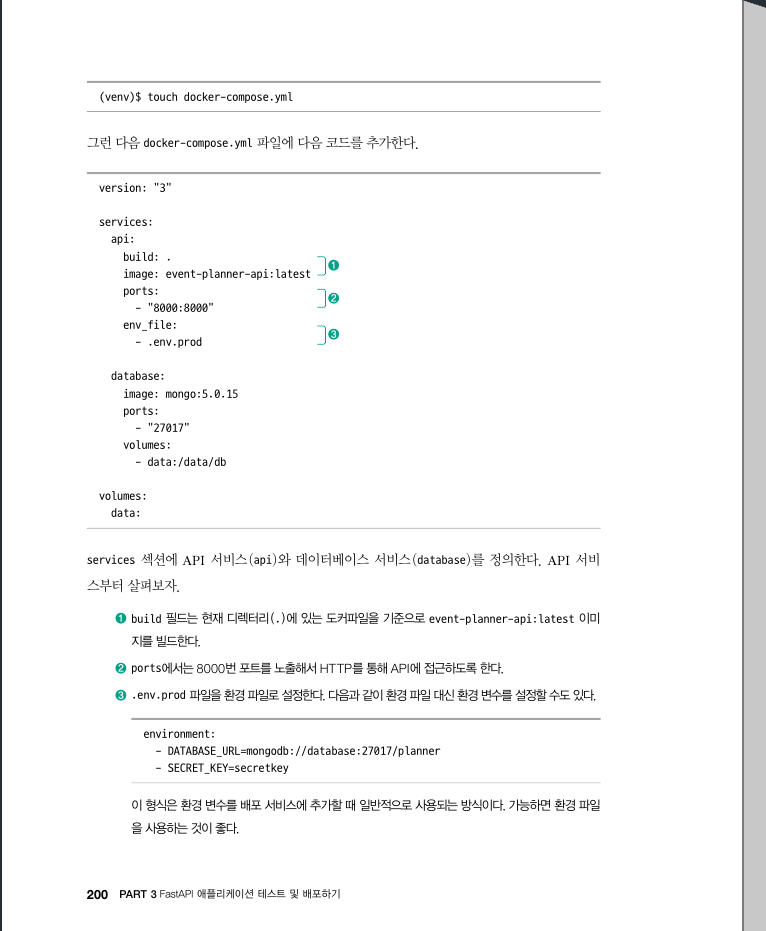 (venv)$ touch docker-compose.yml
그런 다음 docker-compose.yml 파일에 다음 코드를 추가한다.
version: "3"
services:
  api:
    build: .
    image: event-planner-api:latest ❶
    ports:
      - "8000:8000" ❷
    env_file:
      - .env.prod ❸
  database:
    image: mongo:5.0.15
    ports:
      - "27017"
    volumes:
      - data:/data/db
volumes:
  data:
services 섹션에 API 서비스(api)와 데이터베이스 서비스(database)를 정의한다. API 서비
스부터 살펴보자.
❶ build 필드는 현재 디렉터리(.)에 있는 도커파일을 기준으로 event-planner-api:latest 이미
지를 빌드한다.
❷ ports에서는 8000번 포트를 노출해서 HTTP를 통해 API에 접근하도록 한다.
❸ .env.prod 파일을 환경 파일로 설정한다. 다음과 같이 환경 파일 대신 환경 변수를 설정할 수도 있다.
environment:
  - DATABASE_URL=mongodb://database:27017/planner
  - SECRET_KEY=secretkey
이 형식은 환경 변수를 배포 서비스에 추가할 때 일반적으로 사용되는 방식이다. 가능하면 환경 파일
을 사용하는 것이 좋다.
200 PART 3 FastAPI 애플리케이션 테스트 및 배포하기